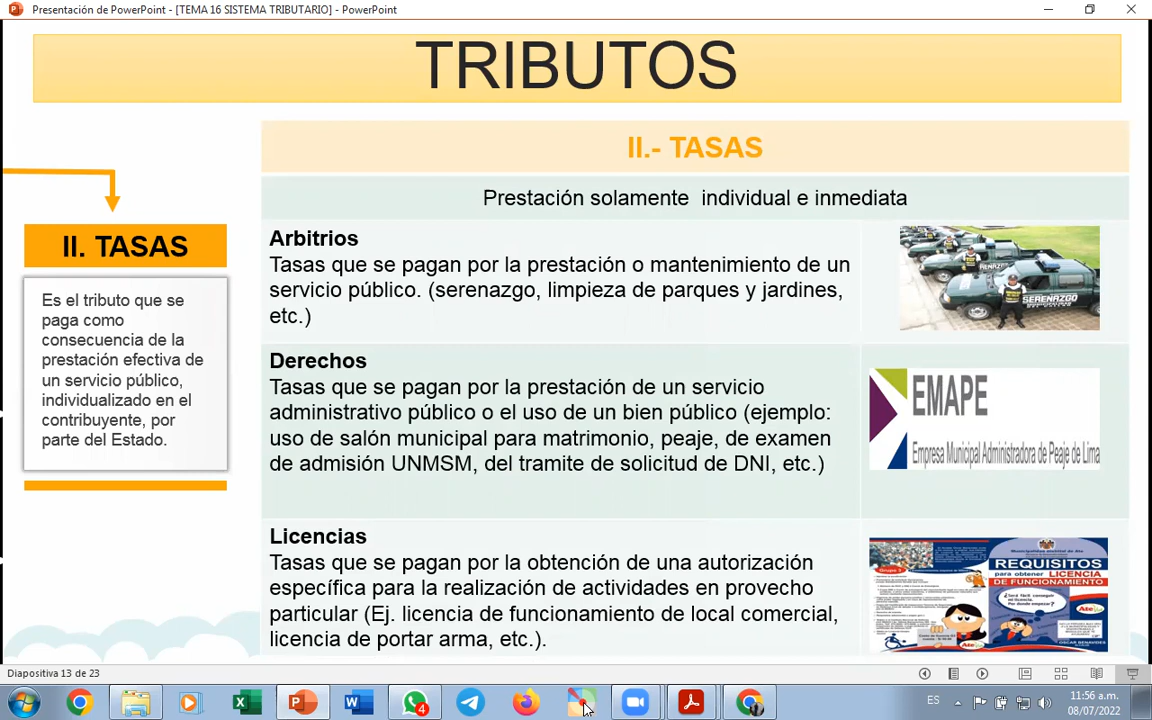 Presentación de PowerPoint - [TEMA 16 SISTEMA TRIBUTARIO] - PowerPoint
TRIBUTOS
II.- TASAS
Prestación solamente  individual e inmediata
II. TASAS
Es el tributo que se
paga como
consecuencia de la
prestación efectiva de
un servicio público,
individualizado en el
contribuyente, por
parte del Estado.
Arbitrios
Tasas que se pagan por la prestación o mantenimiento de un
servicio público. (serenazgo, limpieza de parques y jardines,
etc.)
SERENAZGO
Derechos
Tasas que se pagan por la prestación de un servicio
administrativo público o el uso de un bien público (ejemplo:
uso de salón municipal para matrimonio, peaje, de examen
de admisión UNMSM, del tramite de solicitud de DNI, etc.)
EMAPE
Empresa Municipal Administradora de Peaje de Lima
Licencias
Tasas que se pagan por la obtención de una autorización
específica para la realización de actividades en provecho
particular (Ej. licencia de funcionamiento de local comercial,
licencia de portar arma, etc.).
Municipalidad distrital de Ate
REQUISITOS
para obtener LICENCIA
DE FUNCIONAMIENTO
Diapositiva 13 de 23
4
ES
11:56 a.m.
08/07/2022